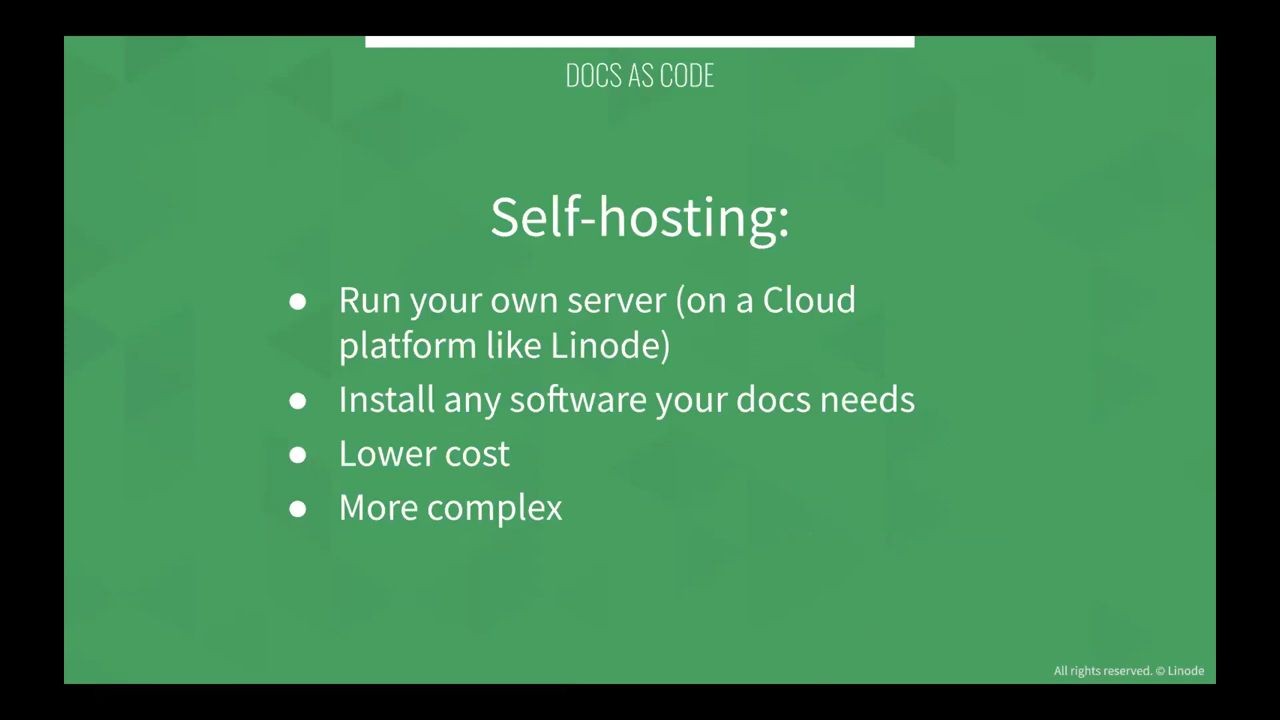 DOCS AS CODE
Self-hosting:
● Run your own server (on a Cloud
platform like Linode)
● Install any software your docs needs
● Lower cost
● More complex
All rights reserved. © Linode